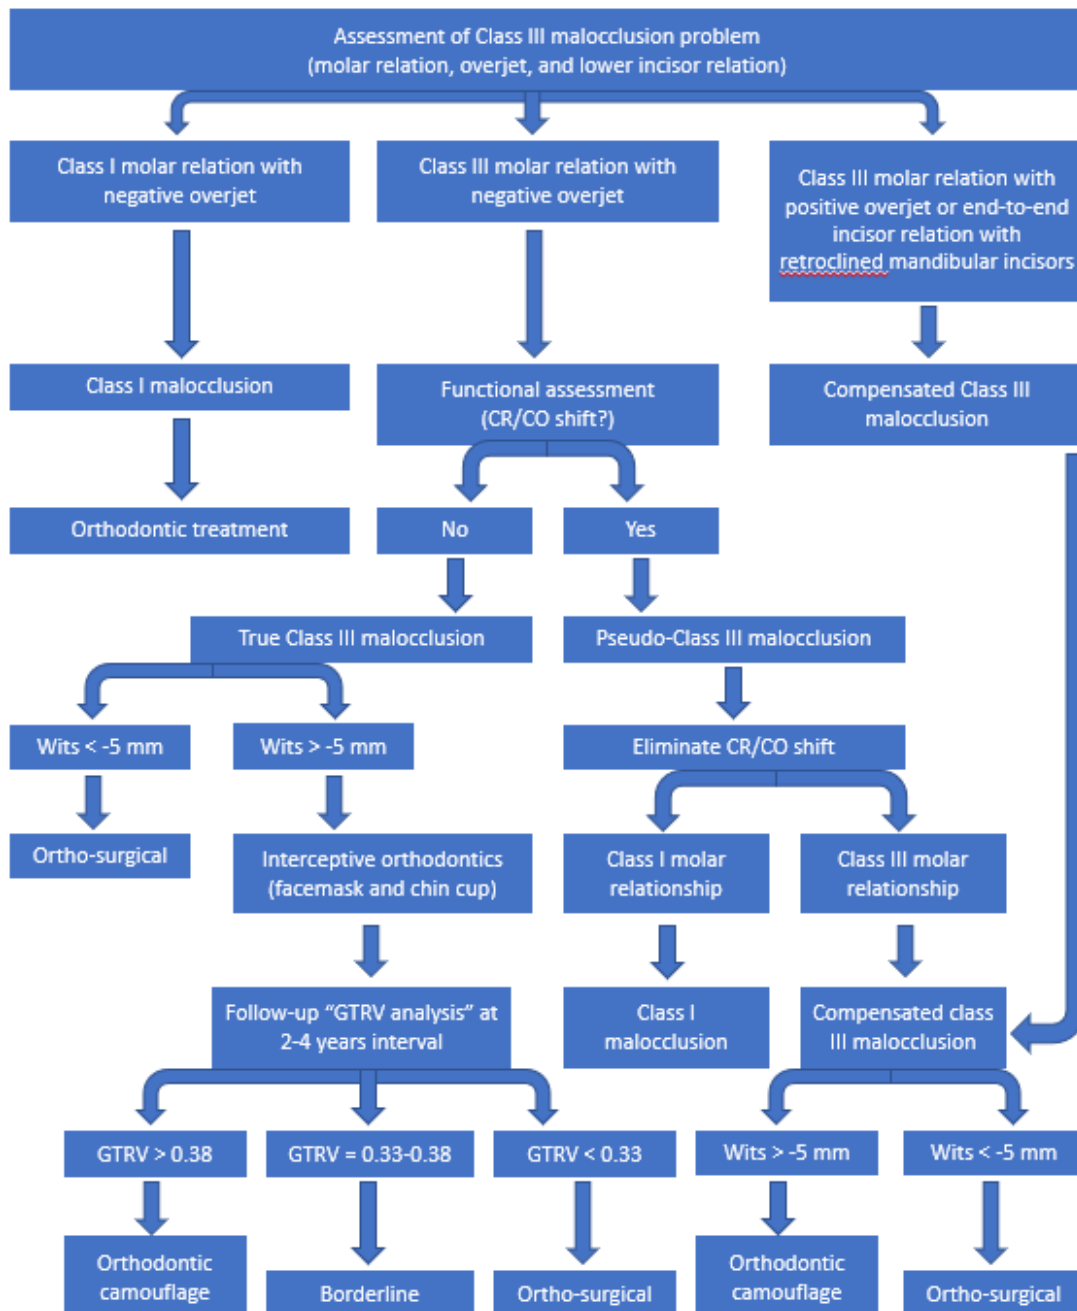 Assessment of Class III malocclusion problem
(molar relation, overjet, and lower incisor relation)
Class I molar relation with
negative overjet
Class III molar relation with
negative overjet
Class III molar relation with
positive overjet or end-to-end
incisor relation with
retroclined mandibular incisors
Class I malocclusion
Functional assessment
(CR/CO shift?)
Compensated Class III
malocclusion
Orthodontic treatment
No
Yes
True Class III malocclusion
Pseudo-Class III malocclusion
Wits < -5 mm
Wits > -5 mm
Eliminate CR/CO shift
Ortho-surgical
Interceptive orthodontics
(facemask and chin cup)
Class I molar
relationship
Class III molar
relationship
Follow-up “GTRV analysis” at
2-4 years interval
Class I
malocclusion
Compensated class
III malocclusion
GTRV > 0.38
GTRV = 0.33-0.38
GTRV < 0.33
Wits > -5 mm
Wits < -5 mm
Orthodontic
camouflage
Borderline
Ortho-surgical
Orthodontic
camouflage
Ortho-surgical